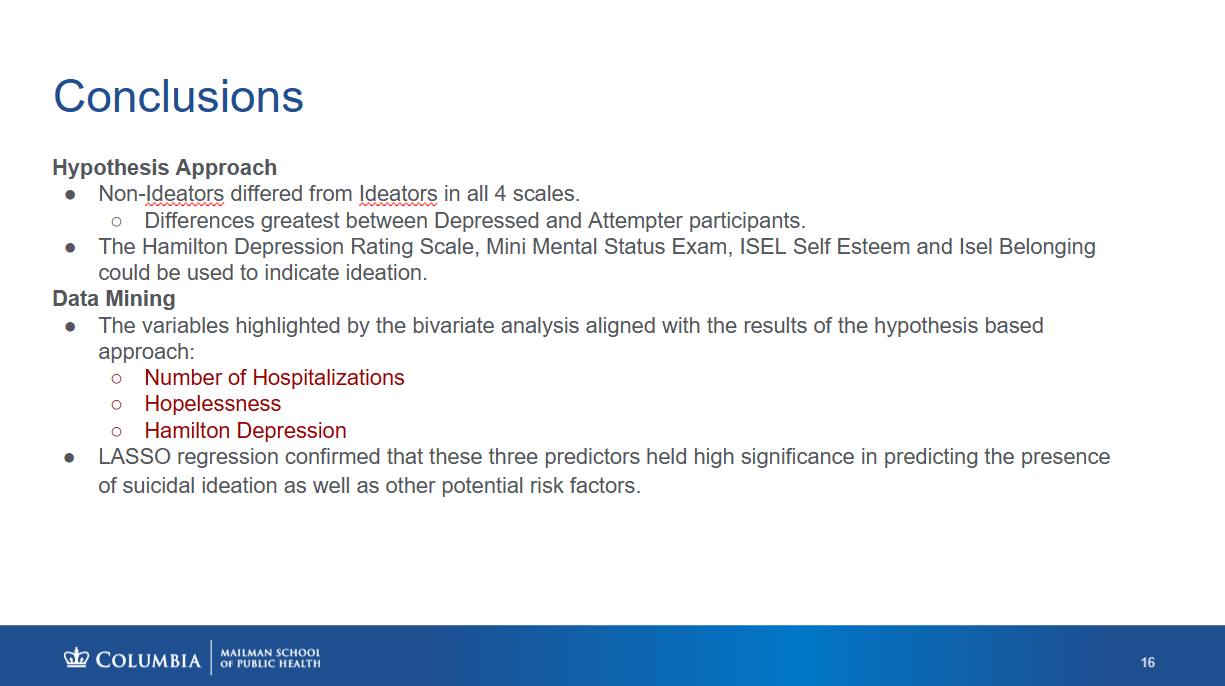 Conclusions
Hypothesis Approach
● Non-Ideators differed from Ideators in all 4 scales.
○ Differences greatest between Depressed and Attempter participants.
● The Hamilton Depression Rating Scale, Mini Mental Status Exam, ISEL Self Esteem and Isel Belonging
could be used to indicate ideation.
Data Mining
● The variables highlighted by the bivariate analysis aligned with the results of the hypothesis based
approach:
○ Number of Hospitalizations
○ Hopelessness
○ Hamilton Depression
● LASSO regression confirmed that these three predictors held high significance in predicting the presence
of suicidal ideation as well as other potential risk factors.
COLUMBIA
MAILMAN SCHOOL
OF PUBLIC HEALTH
16